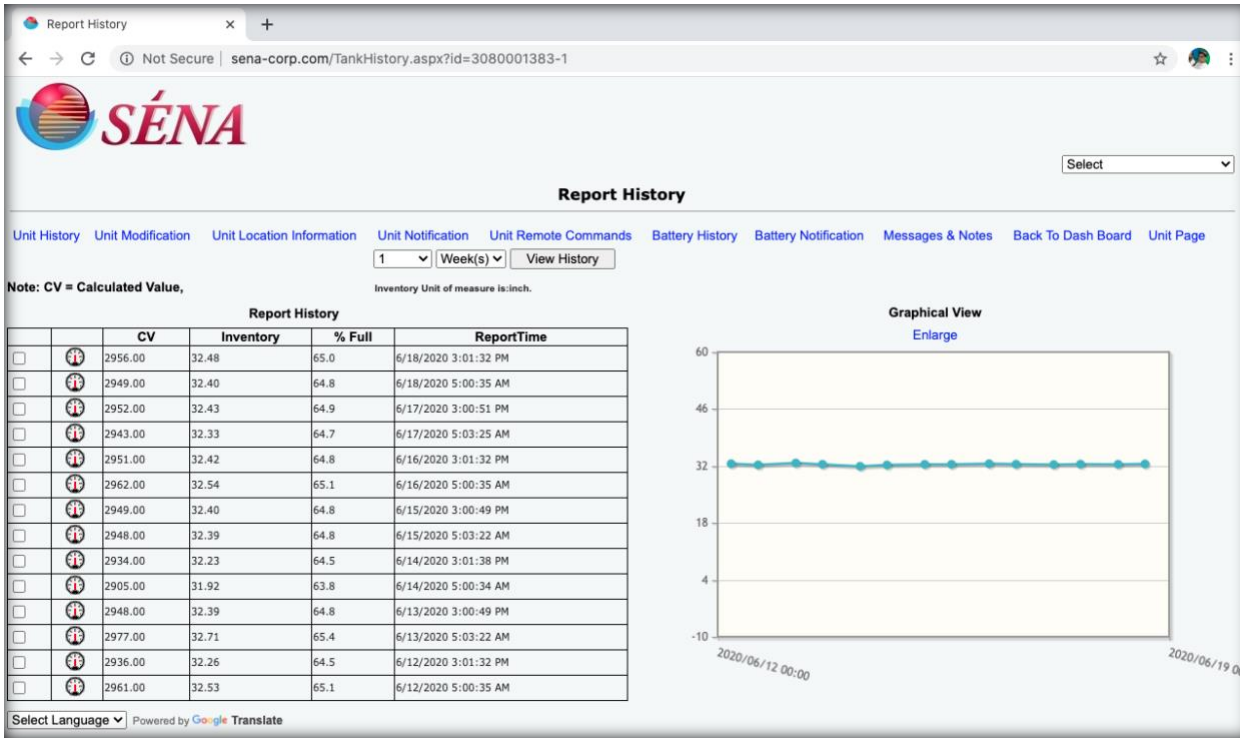 Report History
Not Secure | sena-corp.com/TankHistory.aspx?id=3080001383-1
SÉNA
Select
Report History
Unit History Unit Modification Unit Location Information Unit Notification Unit Remote Commands Battery History Battery Notification Messages & Notes Back To Dash Board Unit Page
1 Week(s) View History
Note: CV = Calculated Value, Inventory Unit of measure is:inch.
Report History
CV Inventory % Full ReportTime
2956.00 32.48 65.0 6/18/2020 3:01:32 PM
2949.00 32.40 64.8 6/18/2020 5:00:35 AM
2952.00 32.43 64.9 6/17/2020 3:00:51 PM
2943.00 32.33 64.7 6/17/2020 5:03:25 AM
2951.00 32.42 64.8 6/16/2020 3:01:32 PM
2962.00 32.54 65.1 6/16/2020 5:00:35 AM
2949.00 32.40 64.8 6/15/2020 3:00:49 PM
2948.00 32.39 64.8 6/15/2020 5:03:22 AM
2934.00 32.23 64.5 6/14/2020 3:01:38 PM
2905.00 31.92 63.8 6/14/2020 5:00:34 AM
2948.00 32.39 64.8 6/13/2020 3:00:49 PM
2977.00 32.71 65.4 6/13/2020 5:03:22 AM
2936.00 32.26 64.5 6/12/2020 3:01:32 PM
2961.00 32.53 65.1 6/12/2020 5:00:35 AM
Graphical View
Enlarge
60
46
32
18
4
-10
2020/06/12 00:00
2020/06/19 0
Select Language Powered by Google Translate